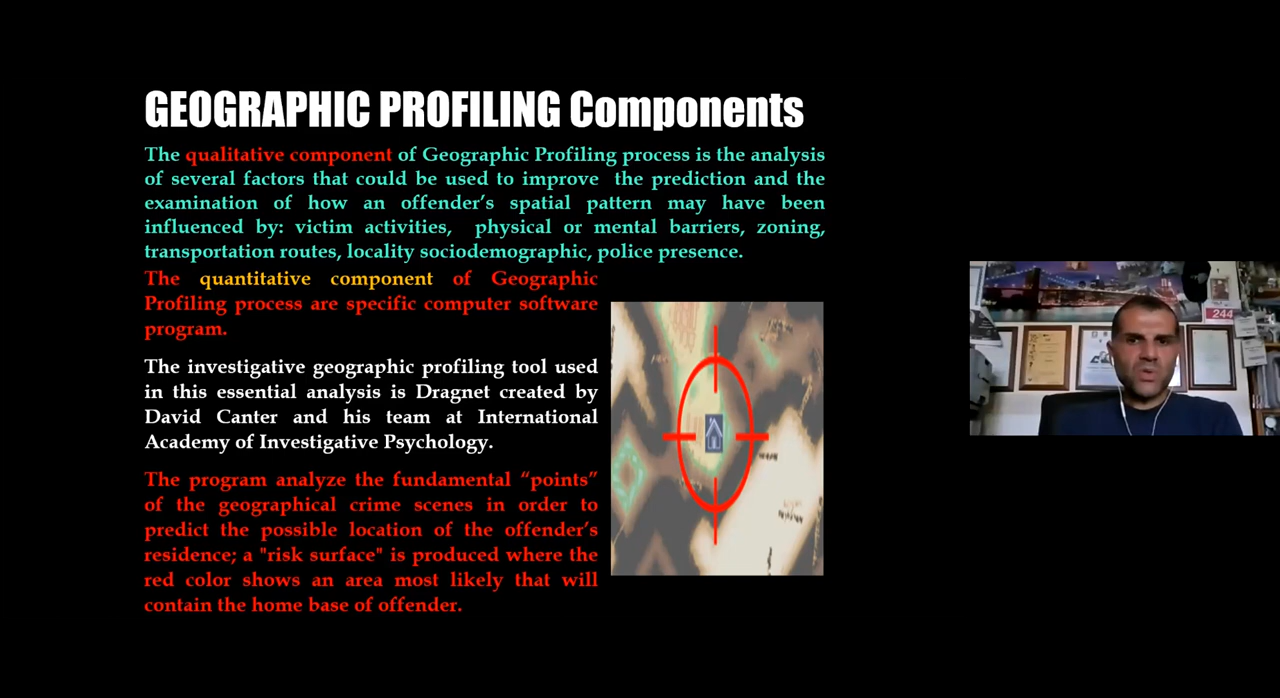 GEOGRAPHIC PROFILING Components
The qualitative component of Geographic Profiling process is the analysis
of several factors that could be used to improve the prediction and the
examination of how an offender’s spatial pattern may have been
influenced by: victim activities, physical or mental barriers, zoning,
transportation routes, locality sociodemographic, police presence.
The quantitative component of Geographic
Profiling process are specific computer software
program.
The investigative geographic profiling tool used
in this essential analysis is Dragnet created by
David Canter and his team at International
Academy of Investigative Psychology.
The program analyze the fundamental “points”
of the geographical crime scenes in order to
predict the possible location of the offender’s
residence; a "risk surface" is produced where the
red color shows an area most likely that will
contain the home base of offender.
244